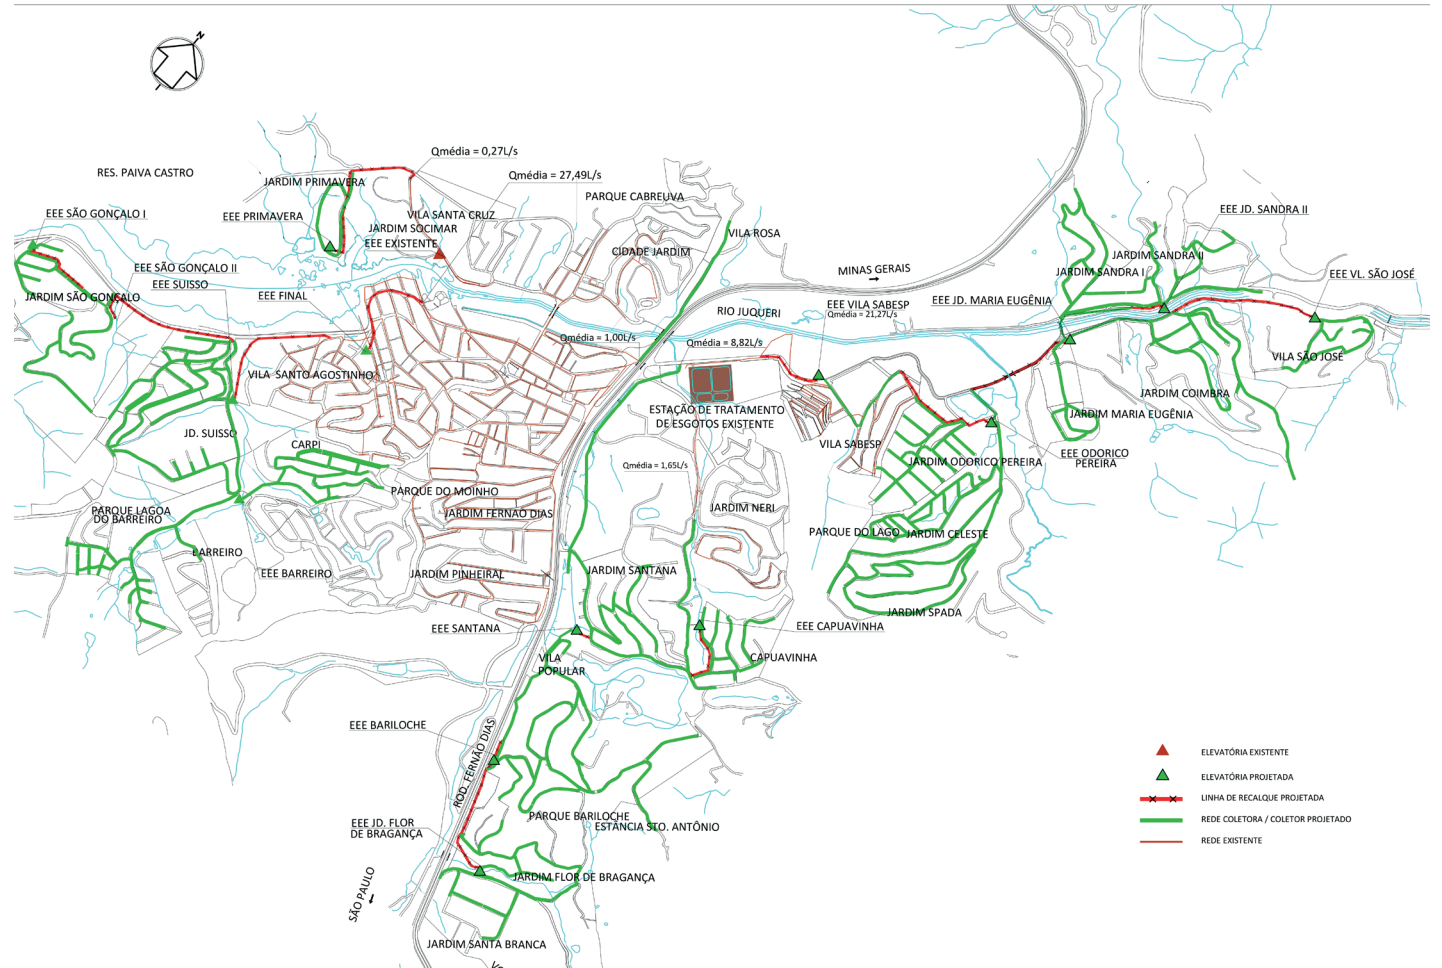 N
Qmédia = 0,27L/s
RES. PAIVA CASTRO
Qmédia = 27,49L/s
JARDIM PRIMAVERA
PARQUE CABREUVA
EEE SÃO GONÇALO I
EEE PRIMAVERA
VILA SANTA CRUZ
EEE JD. SANDRA II
JARDIM SOCIMAR
VILA ROSA
EEE EXISTENTE
CIDADE JARDIM
JARDIM SANDRA II
EEE SÃO GONÇALO II
MINAS GERAIS
JARDIM SANDRA I
EEE VL. SÃO JOSÉ
EEE SUISSO
JARDIM SÃO GONÇALO
EEE FINAL
EEE VILA SABESP
Qmédia = 21,27L/s
EEE JD. MARIA EUGÊNIA
RIO JUQUERI
Qmédia = 1,00L/s
Qmédia = 8,82L/s
VILA SÃO JOSÉ
VILA SANTO AGOSTINHO
JARDIM COIMBRA
ESTAÇÃO DE TRATAMENTO
DE ESGOTOS EXISTENTE
JARDIM MARIA EUGÊNIA
JD. SUISSO
CARPI
VILA SABESP
EEE ODORICO
PEREIRA
Qmédia = 1,65L/s
JARDIM ODORICO PEREIRA
PARQUE DO MOINHO
PARQUE LAGOA
DO BARREIRO
JARDIM FERNÃO DIAS
JARDIM NERI
PARQUE DO LAGO
JARDIM CELESTE
BARREIRO
EEE BARREIRO
JARDIM PINHEIRAL
JARDIM SANTANA
JARDIM SPADA
EEE SANTANA
EEE CAPUAVINHA
VILA
POPULAR
CAPUAVINHA
EEE BARILOCHE
ROD. FERNÃO DIAS
ELEVATÓRIA EXISTENTE
ELEVATÓRIA PROJETADA
LINHA DE RECALQUE PROJETADA
REDE COLETORA / COLETOR PROJETADO
REDE EXISTENTE
PARQUE BARILOCHE
ESTÂNCIA STO. ANTÔNIO
EEE JD. FLOR
DE BRAGANÇA
JARDIM FLOR DE BRAGANÇA
SÃO PAULO
JARDIM SANTA BRANCA